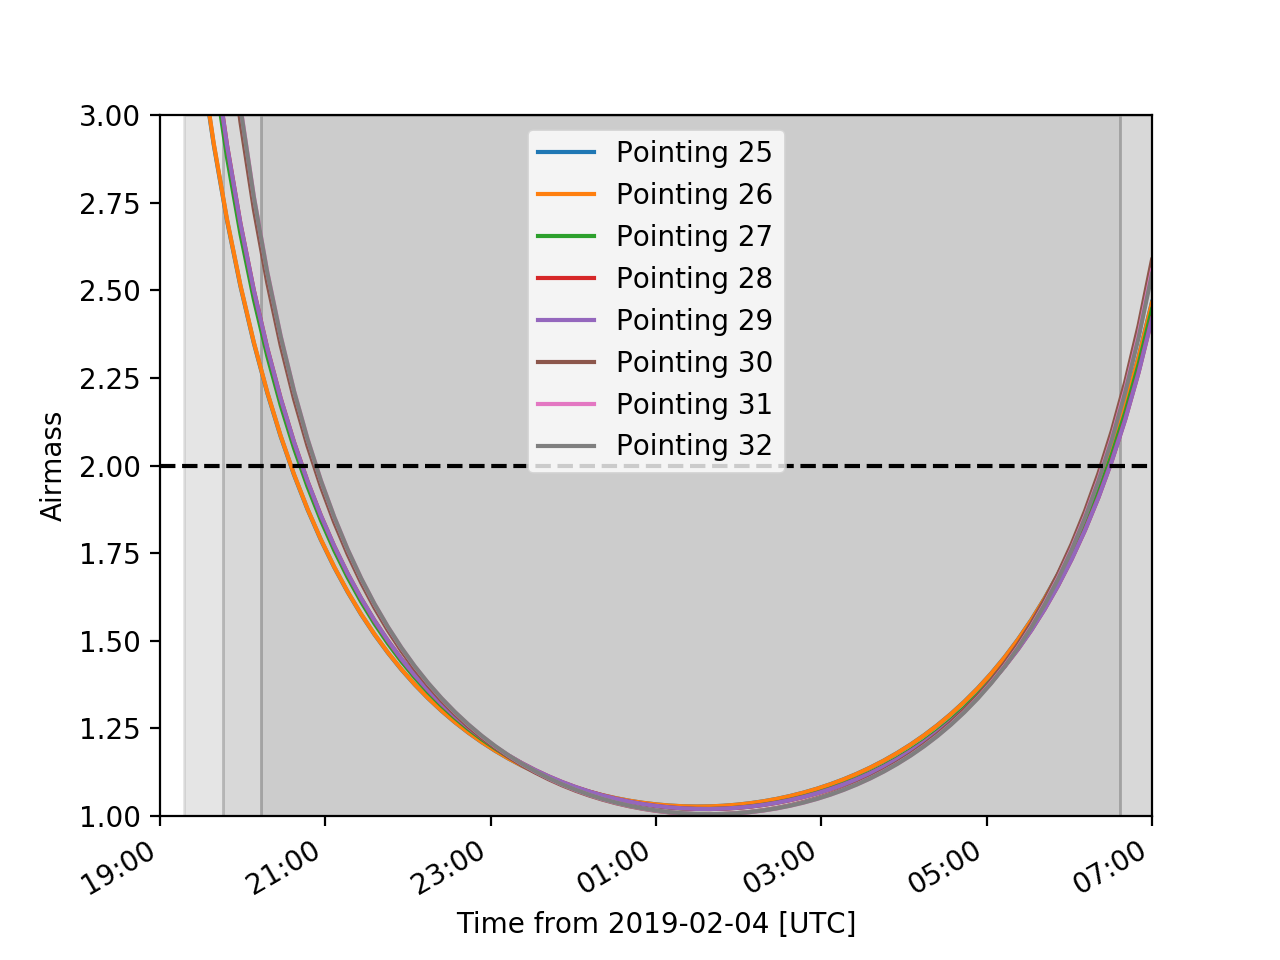 3.00
2.75
2.50
2.25
2.00
1.75
1.50
1.25
1.00
Airmass
Pointing 25
Pointing 26
Pointing 27
Pointing 28
Pointing 29
Pointing 30
Pointing 31
Pointing 32
19:00
21:00
23:00
01:00
03:00
05:00
07:00
Time from 2019-02-04 [UTC]